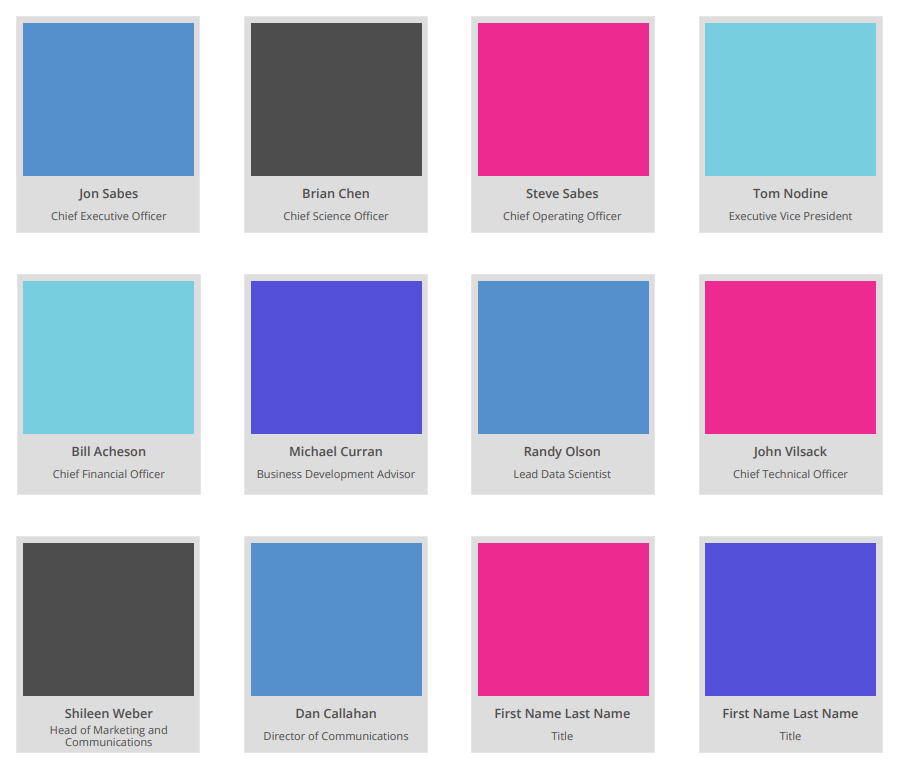 Jon Sabes
Chief Executive Officer
Brian Chen
Chief Science Officer
Steve Sabes
Chief Operating Officer
Tom Nodine
Executive Vice President
Bill Acheson
Chief Financial Officer
Michael Curran
Business Development Advisor
Randy Olson
Lead Data Scientist
John Vilsack
Chief Technical Officer
Shileen Weber
Head of Marketing and
Communications
Dan Callahan
Director of Communications
First Name Last Name
Title
First Name Last Name
Title